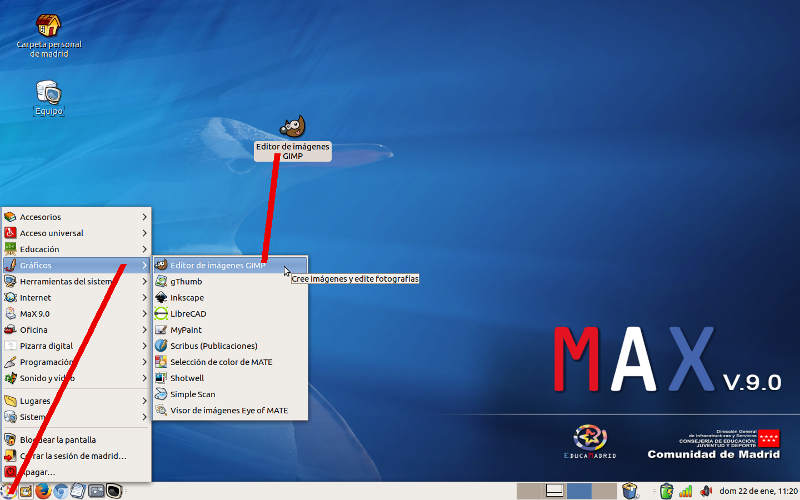 Carpeta personal
de madrid
Equipo
Editor de imágenes
GIMP
Accesorios
Acceso universal
Educación
Gráficos
Herramientas del sistema
Internet
MaX 9.0
Oficina
Pizarra digital
Programación
Sonido y vídeo
Lugares
Sistema
Bloquear la pantalla
Cerrar la sesión de madrid...
Apagar...
Editor de imágenes GIMP
gThumb
Inkscape
LibreCAD
MyPaint
Scribus (Publicaciones)
Selección de color de MATE
Shotwell
Simple Scan
Visor de imágenes Eye of MATE
Cree imágenes y edite fotografías
MAX V.9.0
EDUCAMADRID
Dirección General
de Infraestructuras y Servicios
CONSEJERÍA DE EDUCACIÓN,
JUVENTUD Y DEPORTE
Comunidad de Madrid
dom 22 de ene, 11:20